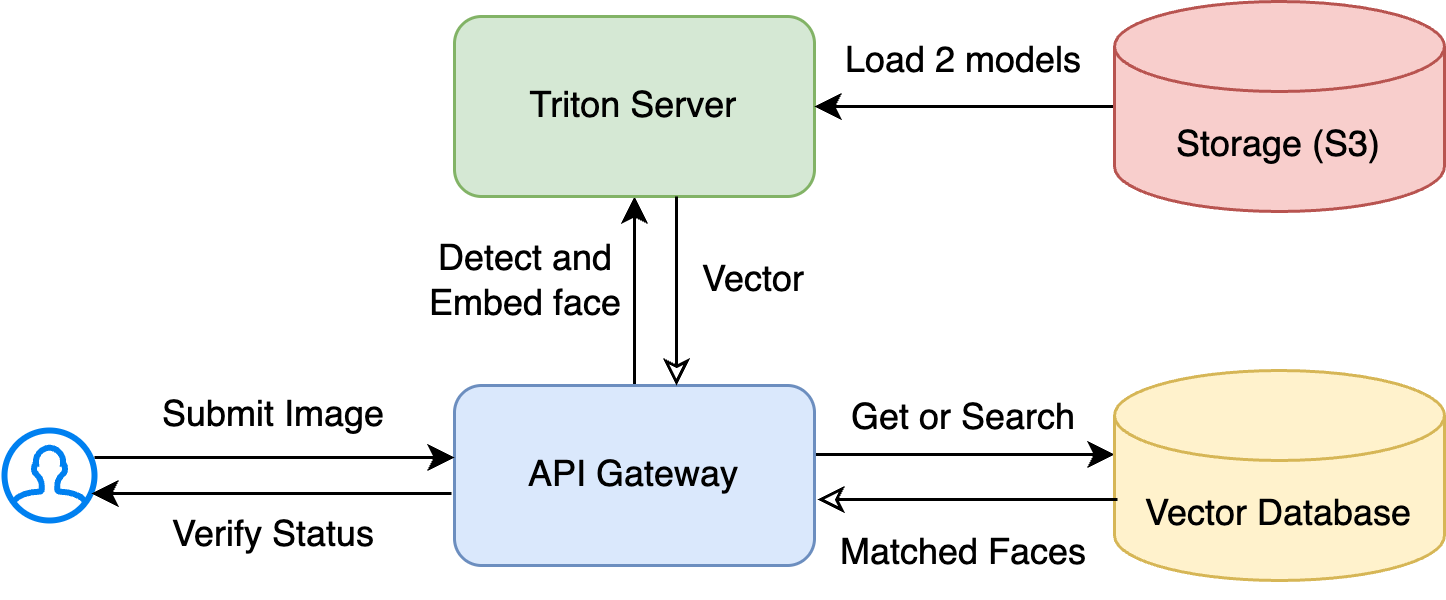 Load 2 models
Triton Server
Storage (S3)
Detect and
Embed face
Vector
Submit Image
Get or Search
API Gateway
Vector Database
Verify Status
Matched Faces